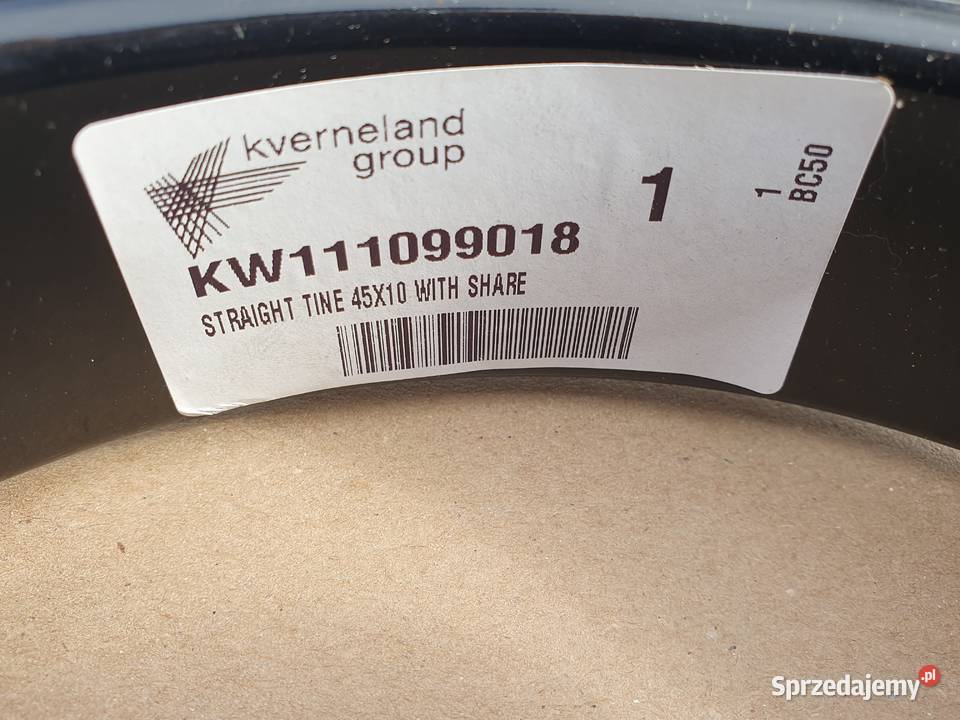 kverneland
group
1
1
BC50
KW111099018
STRAIGHT TINE 45X10 WITH SHARE
Sprzedajemy.pl